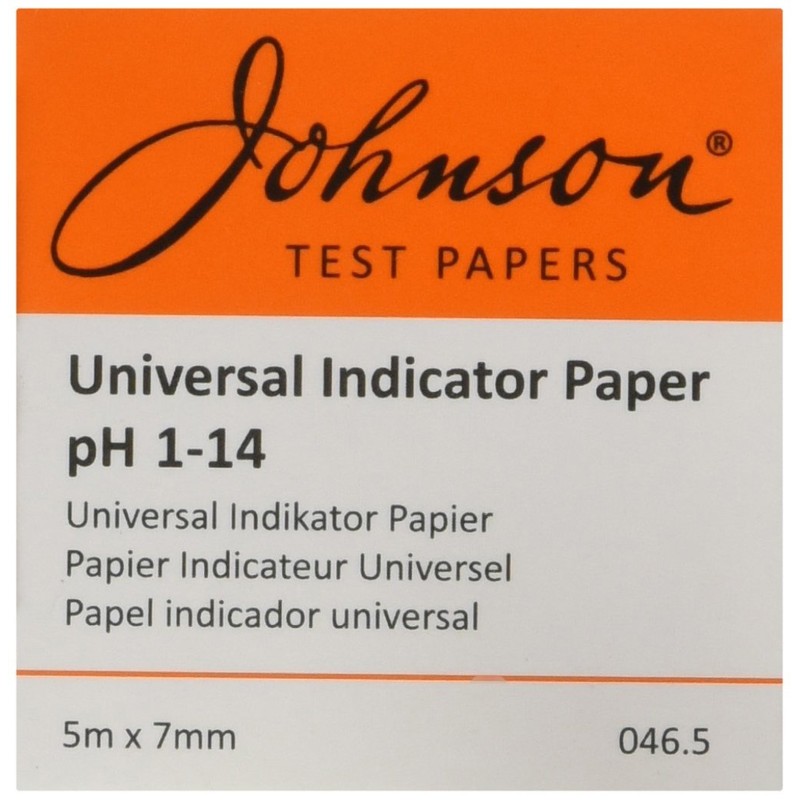 Johnson®
TEST PAPERS
Universal Indicator Paper
pH 1-14
Universal Indikator Papier
Papier Indicateur Universel
Papel indicador universal
5m x 7mm 046.5